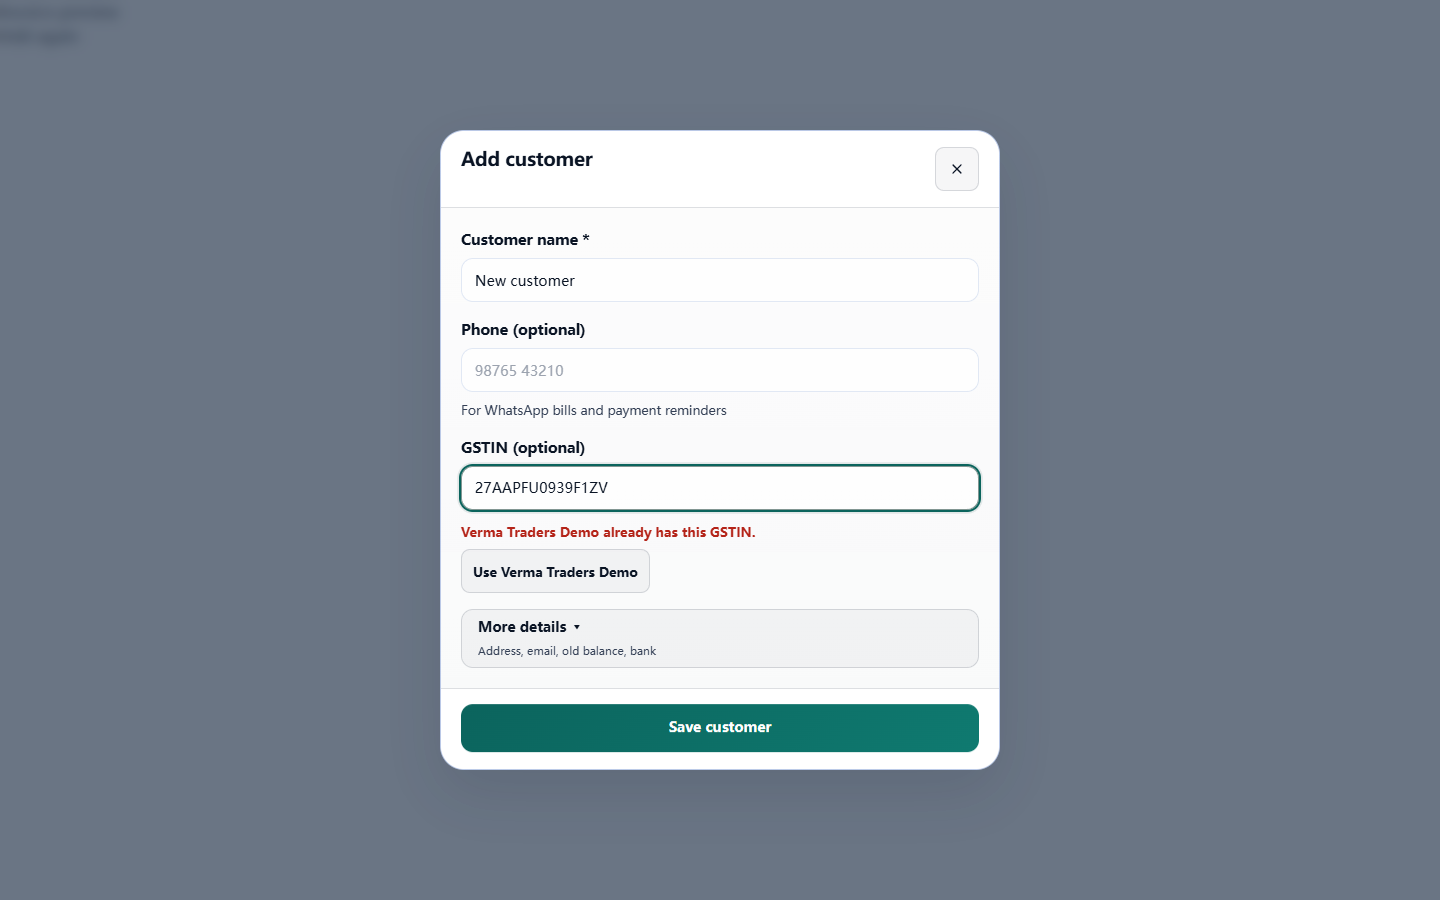 Add customer
×
Customer name *
New customer
Phone (optional)
98765 43210
For WhatsApp bills and payment reminders
GSTIN (optional)
27AAPFU0939F1ZV
Verma Traders Demo already has this GSTIN.
Use Verma Traders Demo
More details ▾
Address, email, old balance, bank
Save customer